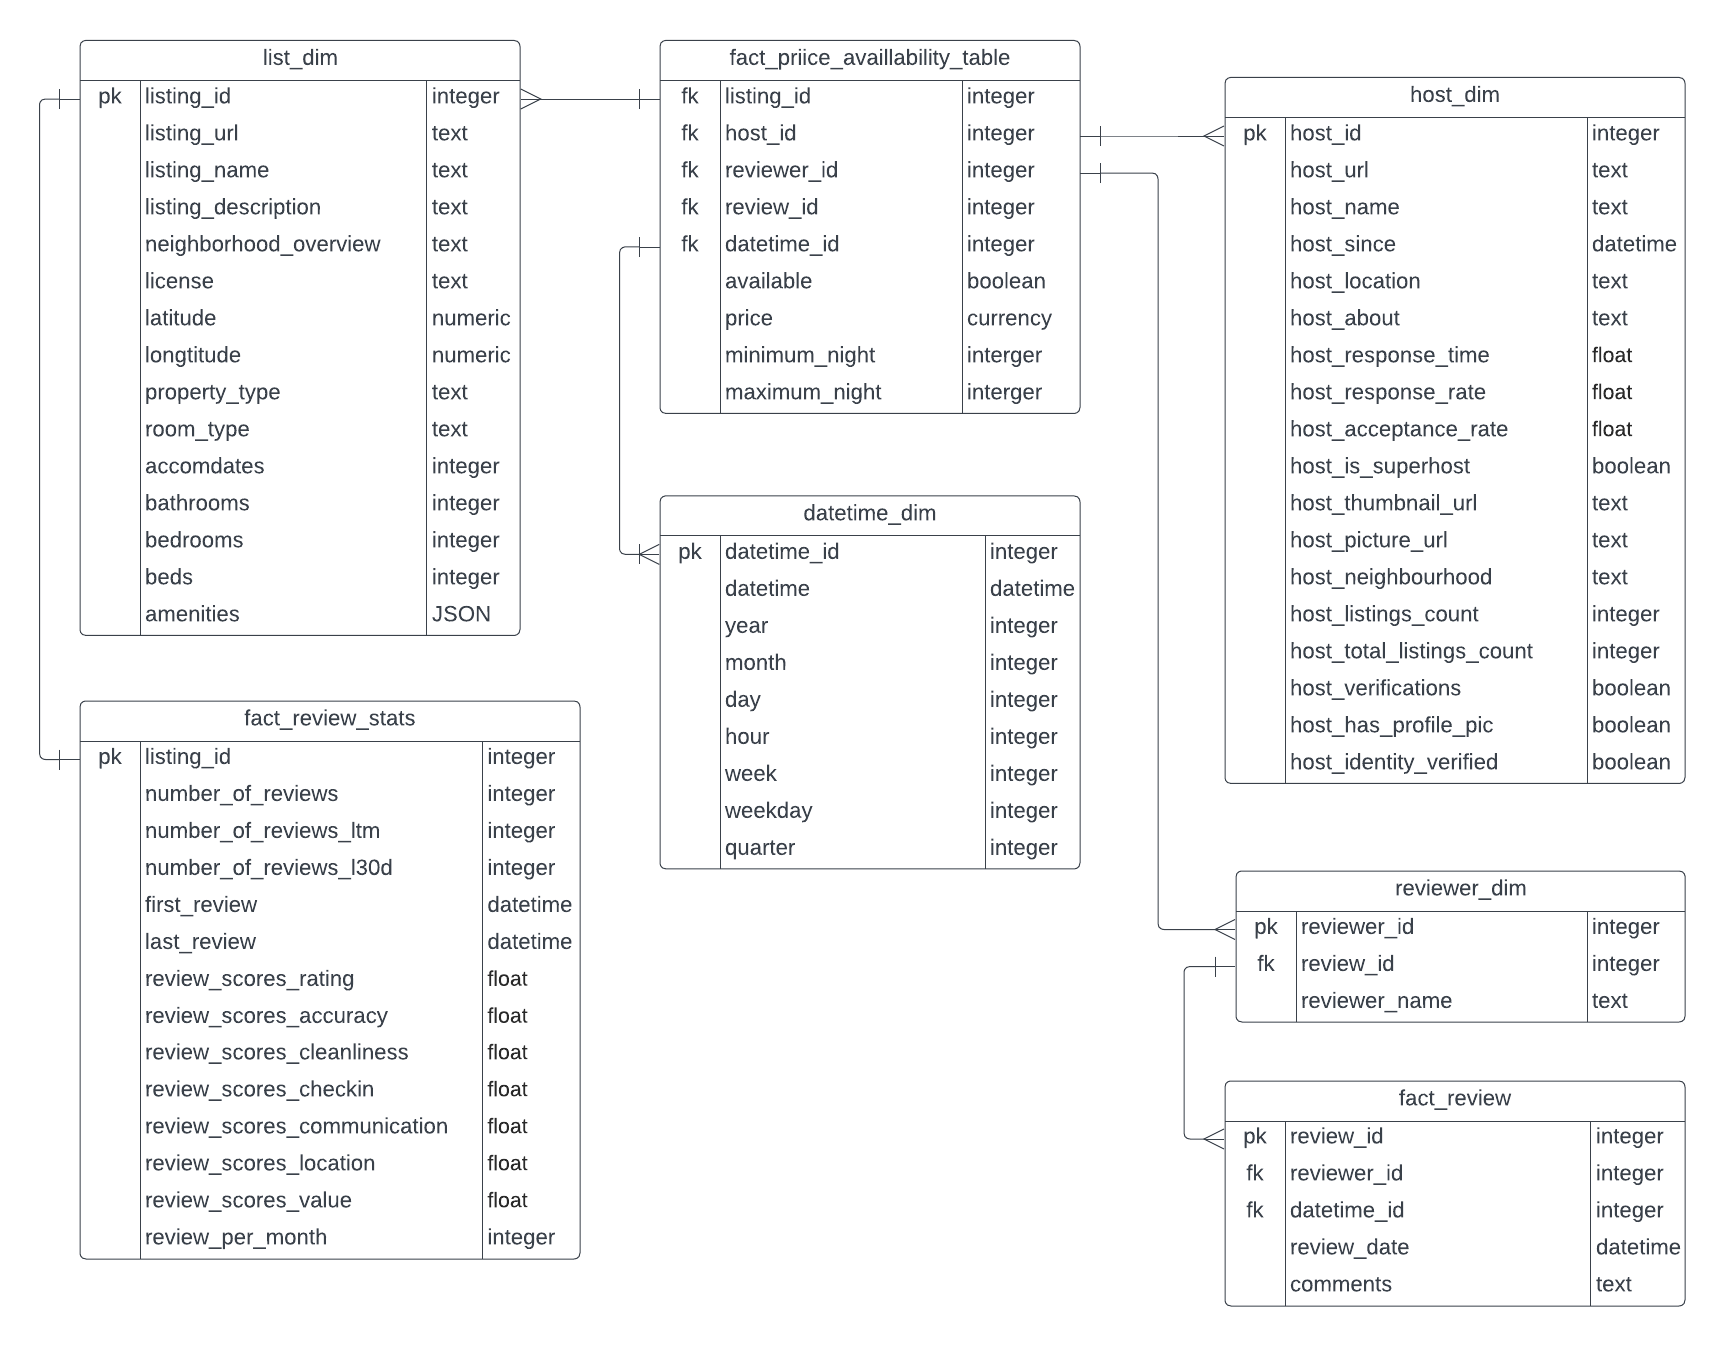 list_dim
pk listing_id integer
listing_url text
listing_name text
listing_description text
neighborhood_overview text
license text
latitude numeric
longtitude numeric
property_type text
room_type text
accomdates integer
bathrooms integer
bedrooms integer
beds integer
amenities JSON
fact_priice_availlability_table
fk listing_id integer
fk host_id integer
fk reviewer_id integer
fk review_id integer
fk datetime_id integer
available boolean
price currency
minimum_night interger
maximum_night interger
host_dim
pk host_id integer
host_url text
host_name text
host_since datetime
host_location text
host_about text
host_response_time float
host_response_rate float
host_acceptance_rate float
host_is_superhost boolean
host_thumbnail_url text
host_picture_url text
host_neighbourhood text
host_listings_count integer
host_total_listings_count integer
host_verifications boolean
host_has_profile_pic boolean
host_identity_verified boolean
datetime_dim
pk datetime_id integer
datetime datetime
year integer
month integer
day integer
hour integer
week integer
weekday integer
quarter integer
fact_review_stats
pk listing_id integer
number_of_reviews integer
number_of_reviews_ltm integer
number_of_reviews_l30d integer
first_review datetime
last_review datetime
review_scores_rating float
review_scores_accuracy float
review_scores_cleanliness float
review_scores_checkin float
review_scores_communication float
review_scores_location float
review_scores_value float
review_per_month integer
reviewer_dim
pk reviewer_id integer
fk review_id integer
reviewer_name text
fact_review
pk review_id integer
fk reviewer_id integer
fk datetime_id integer
review_date datetime
comments text